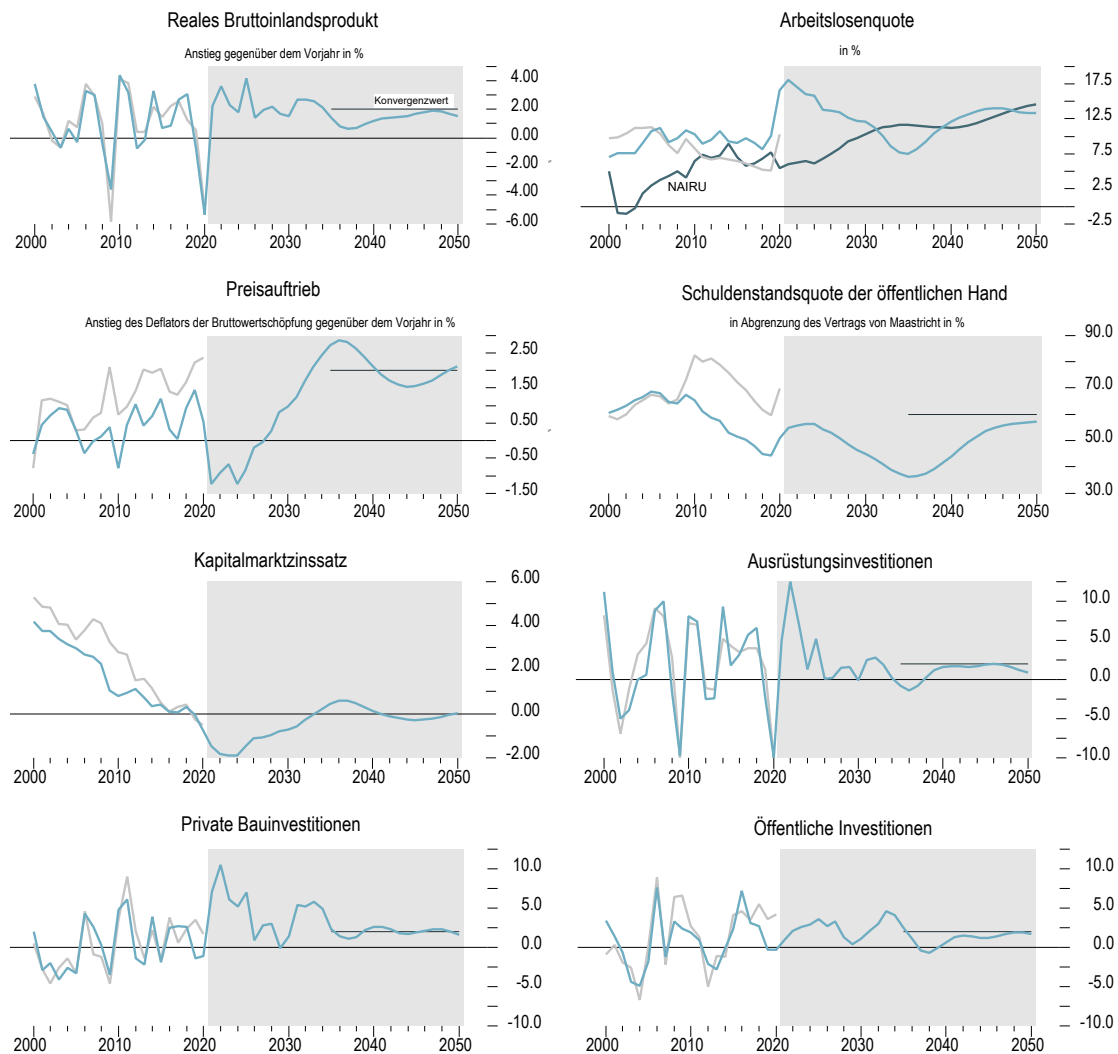 Reales Bruttoinlandsprodukt
Anstieg gegenüber dem Vorjahr in %
Konvergenzwert
4.00
2.00
0.00
-2.00
-4.00
-6.00
2000 2010 2020 2030 2040 2050
Arbeitslosenquote
in %
NAIRU
17.5
12.5
7.5
2.5
-2.5
2000 2010 2020 2030 2040 2050
Preisauftrieb
Anstieg des Deflators der Bruttowertschöpfung gegenüber dem Vorjahr in %
2.50
1.50
0.50
-0.50
-1.50
2000 2010 2020 2030 2040 2050
Schuldenstandsquote der öffentlichen Hand
in Abgrenzung des Vertrags von Maastricht in %
90.0
70.0
50.0
30.0
2000 2010 2020 2030 2040 2050
Kapitalmarktzinssatz
6.00
4.00
2.00
0.00
-2.00
2000 2010 2020 2030 2040 2050
Ausrüstungsinvestitionen
10.0
5.0
0.0
-5.0
-10.0
2000 2010 2020 2030 2040 2050
Private Bauinvestitionen
10.0
5.0
0.0
-5.0
-10.0
2000 2010 2020 2030 2040 2050
Öffentliche Investitionen
10.0
5.0
0.0
-5.0
-10.0
2000 2010 2020 2030 2040 2050